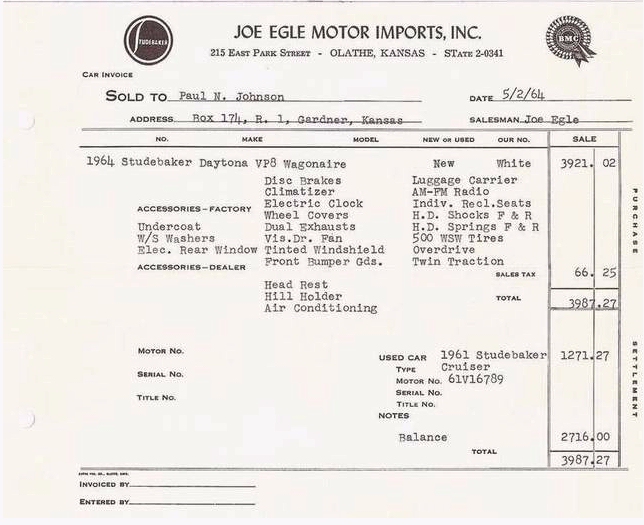 STUDEBAKER
JOE EGLE MOTOR IMPORTS, INC.
BMC
215 EAST PARK STREET - OLATHE, KANSAS - STATE 2-0341
CAR INVOICE
SOLD TO Paul N. Johnson DATE 5/2/64
ADDRESS Box 174, R. 1, Gardner, Kansas SALESMAN Joe Egle
NO. MAKE MODEL NEW OR USED OUR NO. SALE
1964 Studebaker Daytona VP8 Wagonaire New White 3921.02
Disc Brakes Luggage Carrier
Climatizer AM-FM Radio
Electric Clock Indiv. Recl.Seats
ACCESSORIES-FACTORY Wheel Covers H.D. Shocks F & R
Undercoat Dual Exhausts H.D. Springs F & R
W/S Washers Vis.Dr. Fan 500 WSW Tires
Elec. Rear Window Tinted Windshield Overdrive
Front Bumper Gds. Twin Traction
ACCESSORIES-DEALER SALES TAX 66.25
Head Rest
Hill Holder TOTAL 3987.27
Air Conditioning
PURCHASE
MOTOR NO. USED CAR 1961 Studebaker 1271.27
TYPE Cruiser
SERIAL NO. MOTOR NO. 61V16789
SERIAL NO.
TITLE NO. TITLE NO.
NOTES
SETTLEMENT
Balance 2716.00
TOTAL 3987.27
INVOICED BY
ENTERED BY